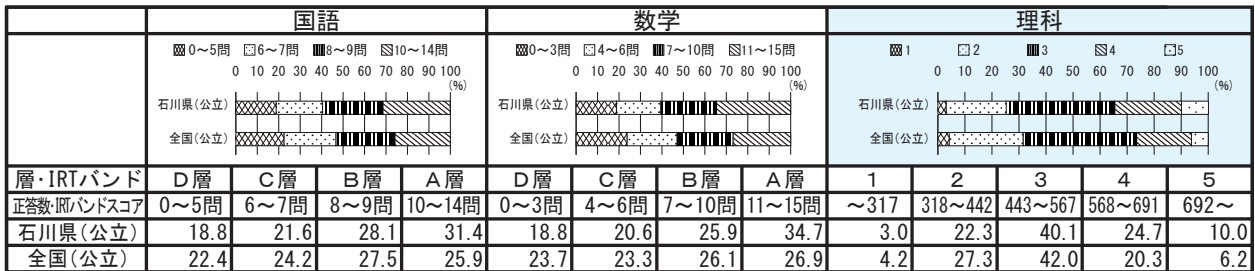 国語 数学 理科
0～5問 6～7問 8～9問 10～14問 0～3問 4～6問 7～10問 11～15問 1 2 3 4 5
0 10 20 30 40 50 60 70 80 90 100 0 10 20 30 40 50 60 70 80 90 100 0 10 20 30 40 50 60 70 80 90 100
(%) (%) (%)
石川県(公立) 石川県(公立) 石川県(公立)
全国(公立) 全国(公立) 全国(公立)
層・IRTバンド D層 C層 B層 A層 D層 C層 B層 A層 1 2 3 4 5
正答数・IRTバンドスコア 0～5問 6～7問 8～9問 10～14問 0～3問 4～6問 7～10問 11～15問 ～317 318～442 443～567 568～691 692～
石川県(公立) 18.8 21.6 28.1 31.4 18.8 20.6 25.9 34.7 3.0 22.3 40.1 24.7 10.0
全国(公立) 22.4 24.2 27.5 25.9 23.7 23.3 26.1 26.9 4.2 27.3 42.0 20.3 6.2